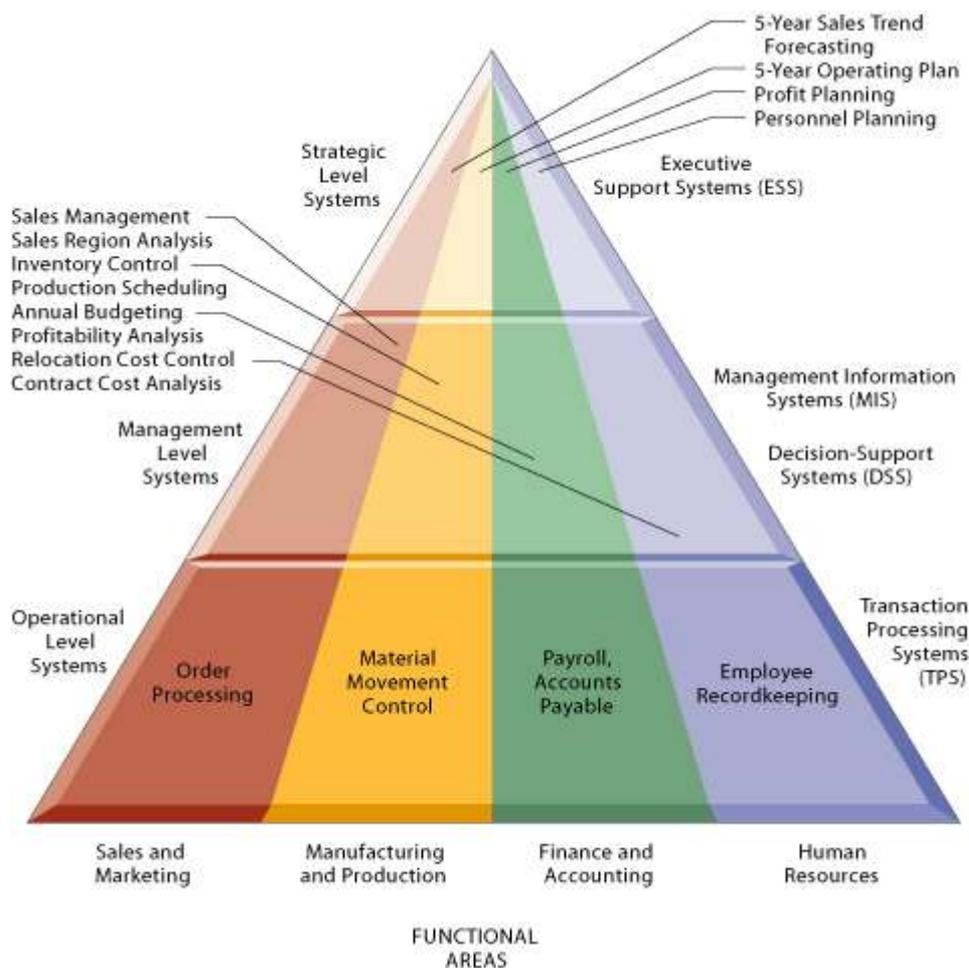 5-Year Sales Trend
Forecasting
5-Year Operating Plan
Profit Planning
Personnel Planning
Strategic
Level
Systems
Executive
Support Systems (ESS)
Sales Management
Sales Region Analysis
Inventory Control
Production Scheduling
Annual Budgeting
Profitability Analysis
Relocation Cost Control
Contract Cost Analysis
Management Information
Systems (MIS)
Management
Level
Systems
Decision-Support
Systems (DSS)
Operational
Level
Systems
Transaction
Processing
Systems
(TPS)
Order
Processing
Material
Movement
Control
Payroll,
Accounts
Payable
Employee
Recordkeeping
Sales and
Marketing
Manufacturing
and Production
Finance and
Accounting
Human
Resources
FUNCTIONAL
AREAS